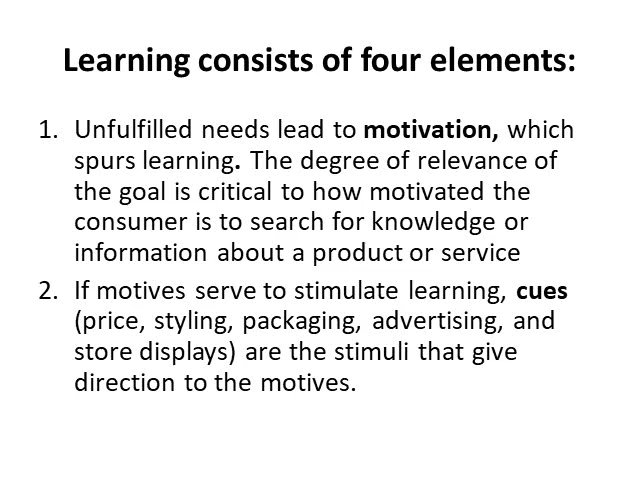 Learning consists of four elements:
1. Unfulfilled needs lead to motivation, which
spurs learning. The degree of relevance of
the goal is critical to how motivated the
consumer is to search for knowledge or
information about a product or service
2. If motives serve to stimulate learning, cues
(price, styling, packaging, advertising, and
store displays) are the stimuli that give
direction to the motives.